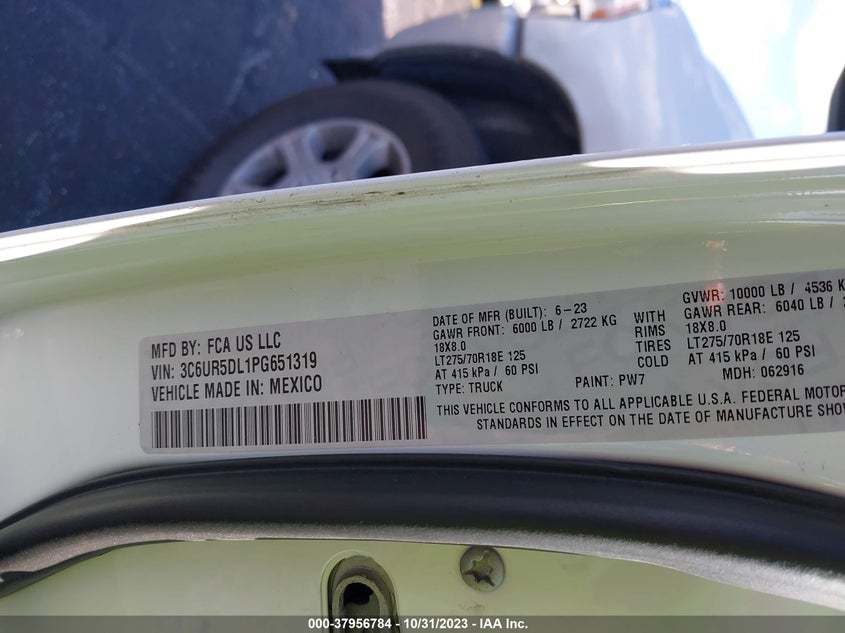 MFD BY: FCA US LLC
VIN: 3C6UR5DL1PG651319
VEHICLE MADE IN: MEXICO
DATE OF MFR (BUILT): 6-23
GAWR FRONT: 6000 LB / 2722 KG
18X8.0
LT275/70R18E 125
AT 415 kPa / 60 PSI
TYPE: TRUCK
PAINT: PW7
WITH
RIMS
TIRES
COLD
GVWR: 10000 LB / 4536 K
GAWR REAR: 6040 LB /
18X8.0
LT275/70R18E 125
AT 415 kPa / 60 PSI
MDH: 062916
THIS VEHICLE CONFORMS TO ALL APPLICABLE U.S.A. FEDERAL MOTOR
STANDARDS IN EFFECT ON THE DATE OF MANUFACTURE SHO
000-37956784 - 10/31/2023 - IAA Inc.